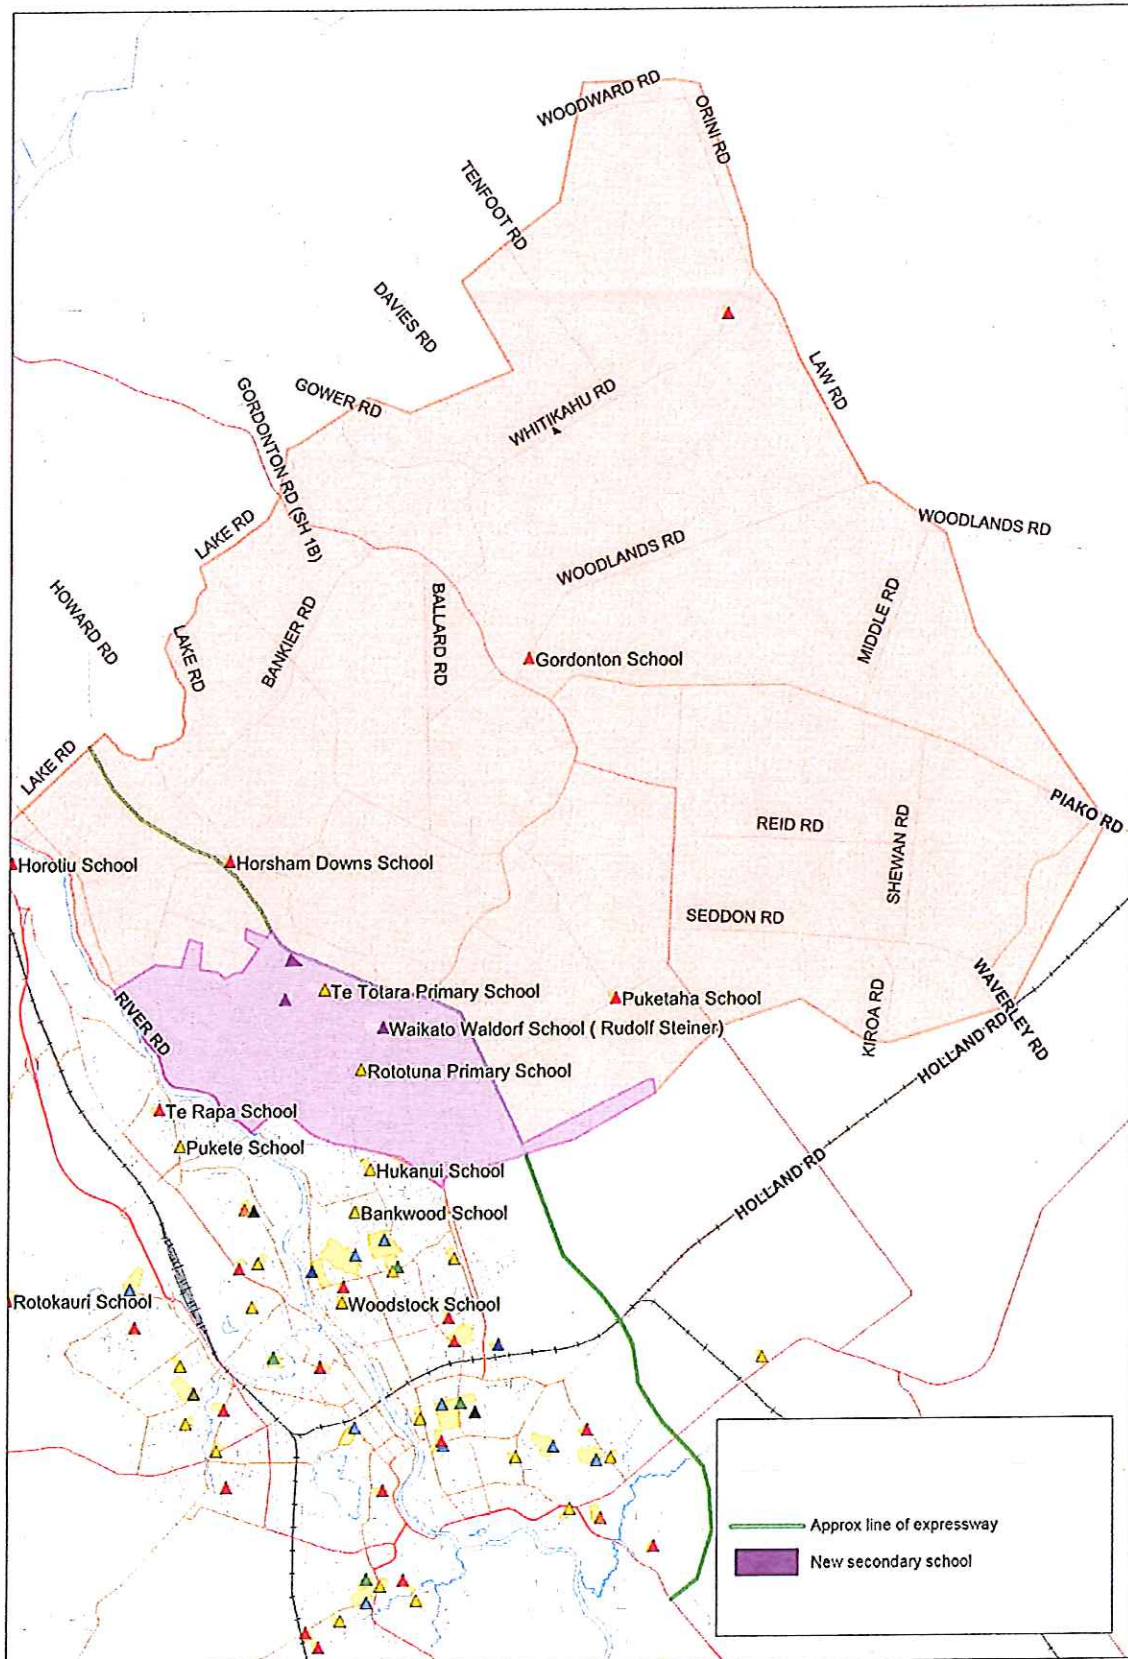 WOODWARD RD
ORINI RD
TENFOOT RD
DAVIES RD
LAW RD
GOWER RD
WHITIKAHU RD
GORDONTON RD (SH 1B)
LAKE RD
WOODLANDS RD
WOODLANDS RD
HOWARD RD
LAKE RD
BANKIER RD
BALLARD RD
MIDDLE RD
Gordonton School
LAKE RD
PIAKO RD
REID RD
SHEWAN RD
Horotiu School
Horsham Downs School
SEDDON RD
Te Totara Primary School
Puketaha School
RIVER RD
KIROA RD
WAVERLEY RD
Waikato Waldorf School ( Rudolf Steiner)
HOLLAND RD
Rototuna Primary School
Te Rapa School
Pukete School
Hukanui School
HOLLAND RD
Bankwood School
Rotokauri School
Woodstock School
Approx line of expressway
New secondary school